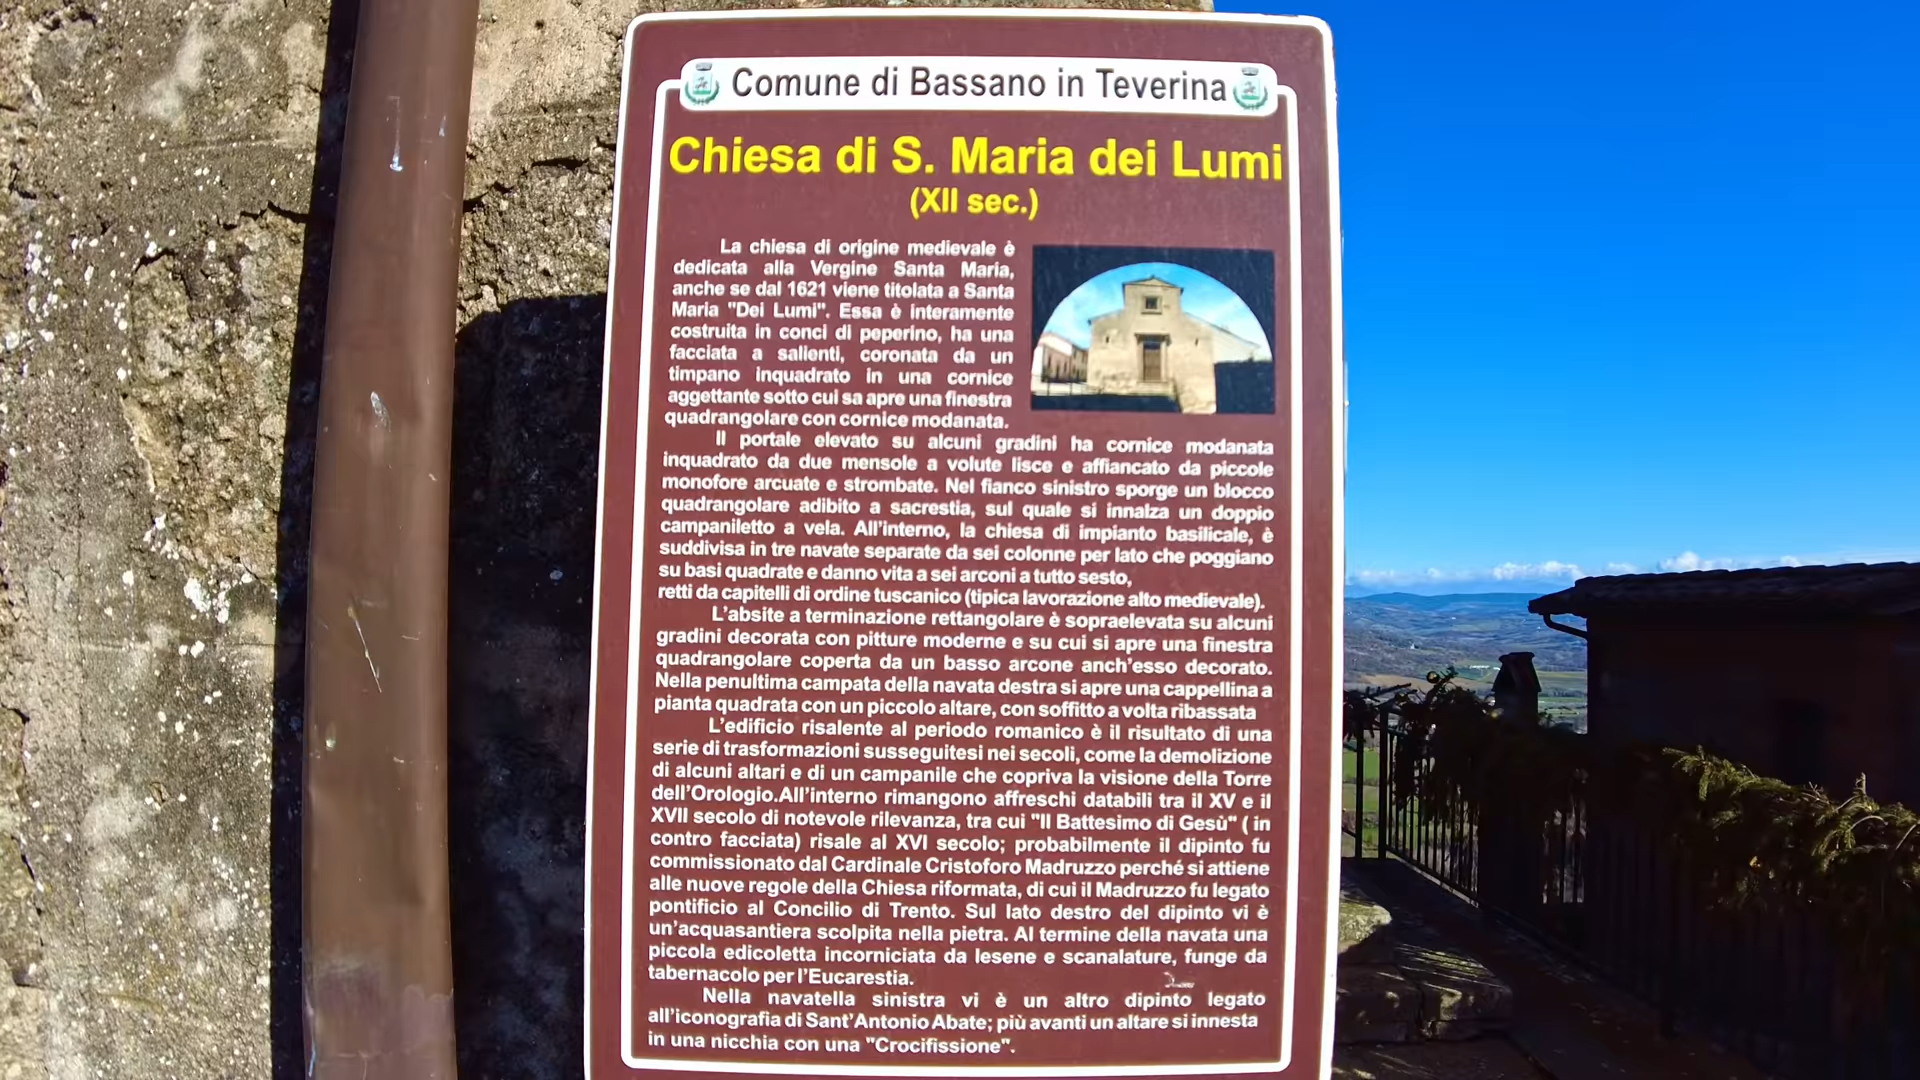 Comune di Bassano in Teverina
Chiesa di S. Maria dei Lumi
(XII sec.)
La chiesa di origine medievale è
dedicata alla Vergine Santa Maria,
anche se dal 1621 viene titolata a Santa
Maria "Dei Lumi". Essa è interamente
costruita in conci di peperino, ha una
facciata a salienti, coronata da un
timpano inquadrato in una cornice
aggettante sotto cui sa apre una finestra
quadrangolare con cornice modanata.
Il portale elevato su alcuni gradini ha cornice modanata
inquadrato da due mensole a volute lisce e affiancato da piccole
monofore arcuate e strombate. Nel fianco sinistro sporge un blocco
quadrangolare adibito a sacrestia, sul quale si innalza un doppio
campaniletto a vela. All'interno, la chiesa di impianto basilicale, è
suddivisa in tre navate separate da sei colonne per lato che poggiano
su basi quadrate e danno vita a sei arconi a tutto sesto,
retti da capitelli di ordine tuscanico (tipica lavorazione alto medievale).
L'absite a terminazione rettangolare è sopraelevata su alcuni
gradini decorata con pitture moderne e su cui si apre una finestra
quadrangolare coperta da un basso arcone anch'esso decorato.
Nella penultima campata della navata destra si apre una cappellina a
pianta quadrata con un piccolo altare, con soffitto a volta ribassata
L'edificio risalente al periodo romanico è il risultato di una
serie di trasformazioni susseguitesi nei secoli, come la demolizione
di alcuni altari e di un campanile che copriva la visione della Torre
dell'Orologio.All'interno rimangono affreschi databili tra il XV e il
XVII secolo di notevole rilevanza, tra cui "Il Battesimo di Gesù" ( in
contro facciata) risale al XVI secolo; probabilmente il dipinto fu
commissionato dal Cardinale Cristoforo Madruzzo perché si attiene
alle nuove regole della Chiesa riformata, di cui il Madruzzo fu legato
pontificio al Concilio di Trento. Sul lato destro del dipinto vi è
un'acquasantiera scolpita nella pietra. Al termine della navata una
piccola edicoletta incorniciata da lesene e scanalature, funge da
tabernacolo per l'Eucarestia.
Nella navatella sinistra vi è un altro dipinto legato
all'iconografia di Sant'Antonio Abate; più avanti un altare si innesta
in una nicchia con una "Crocifissione".